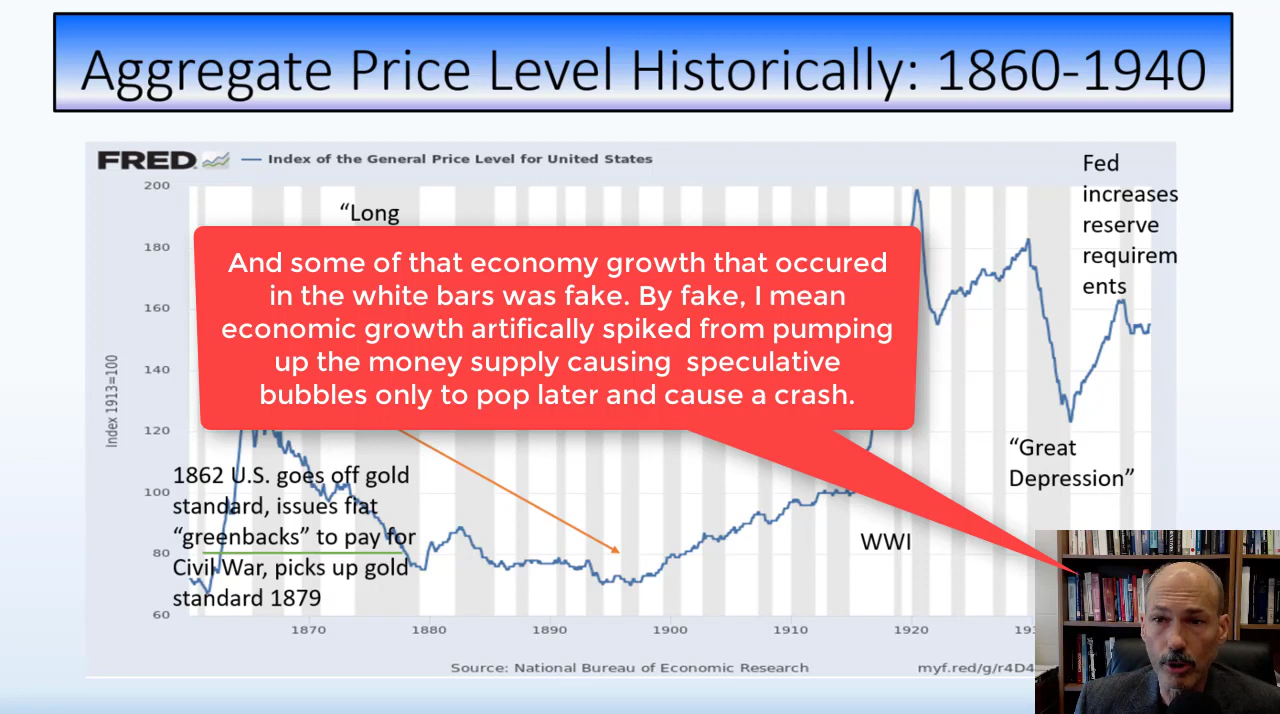 Aggregate Price Level Historically: 1860-1940
FRED
Index of the General Price Level for United States
Fed
increases
reserve
requirem
ents
200
180
160
140
120
100
80
60
Index 1913=100
“Long
And some of that economy growth that occured
in the white bars was fake. By fake, I mean
economic growth artifically spiked from pumping
up the money supply causing speculative
bubbles only to pop later and cause a crash.
1862 U.S. goes off gold
standard, issues fiat
“greenbacks” to pay for
Civil War, picks up gold
standard 1879
“Great
Depression”
WWI
1870
1880
1890
1900
1910
1920
Source: National Bureau of Economic Research